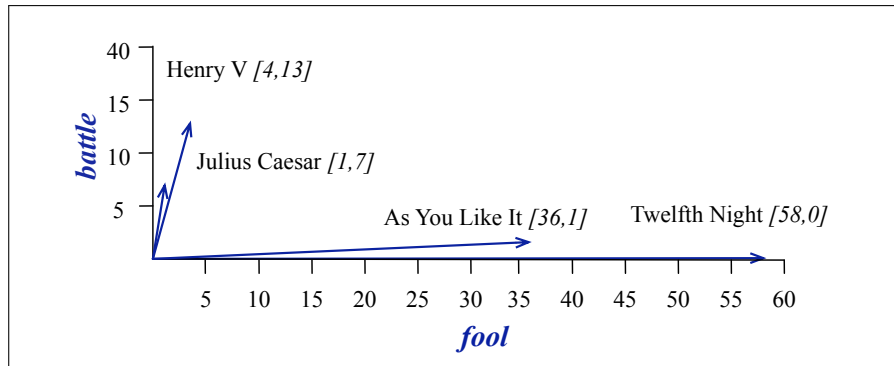 40
Henry V [4,13]
15
battle
10
Julius Caesar [1,7]
5
As You Like It [36,1]
Twelfth Night [58,0]
5 10 15 20 25 30 35 40 45 50 55 60
fool